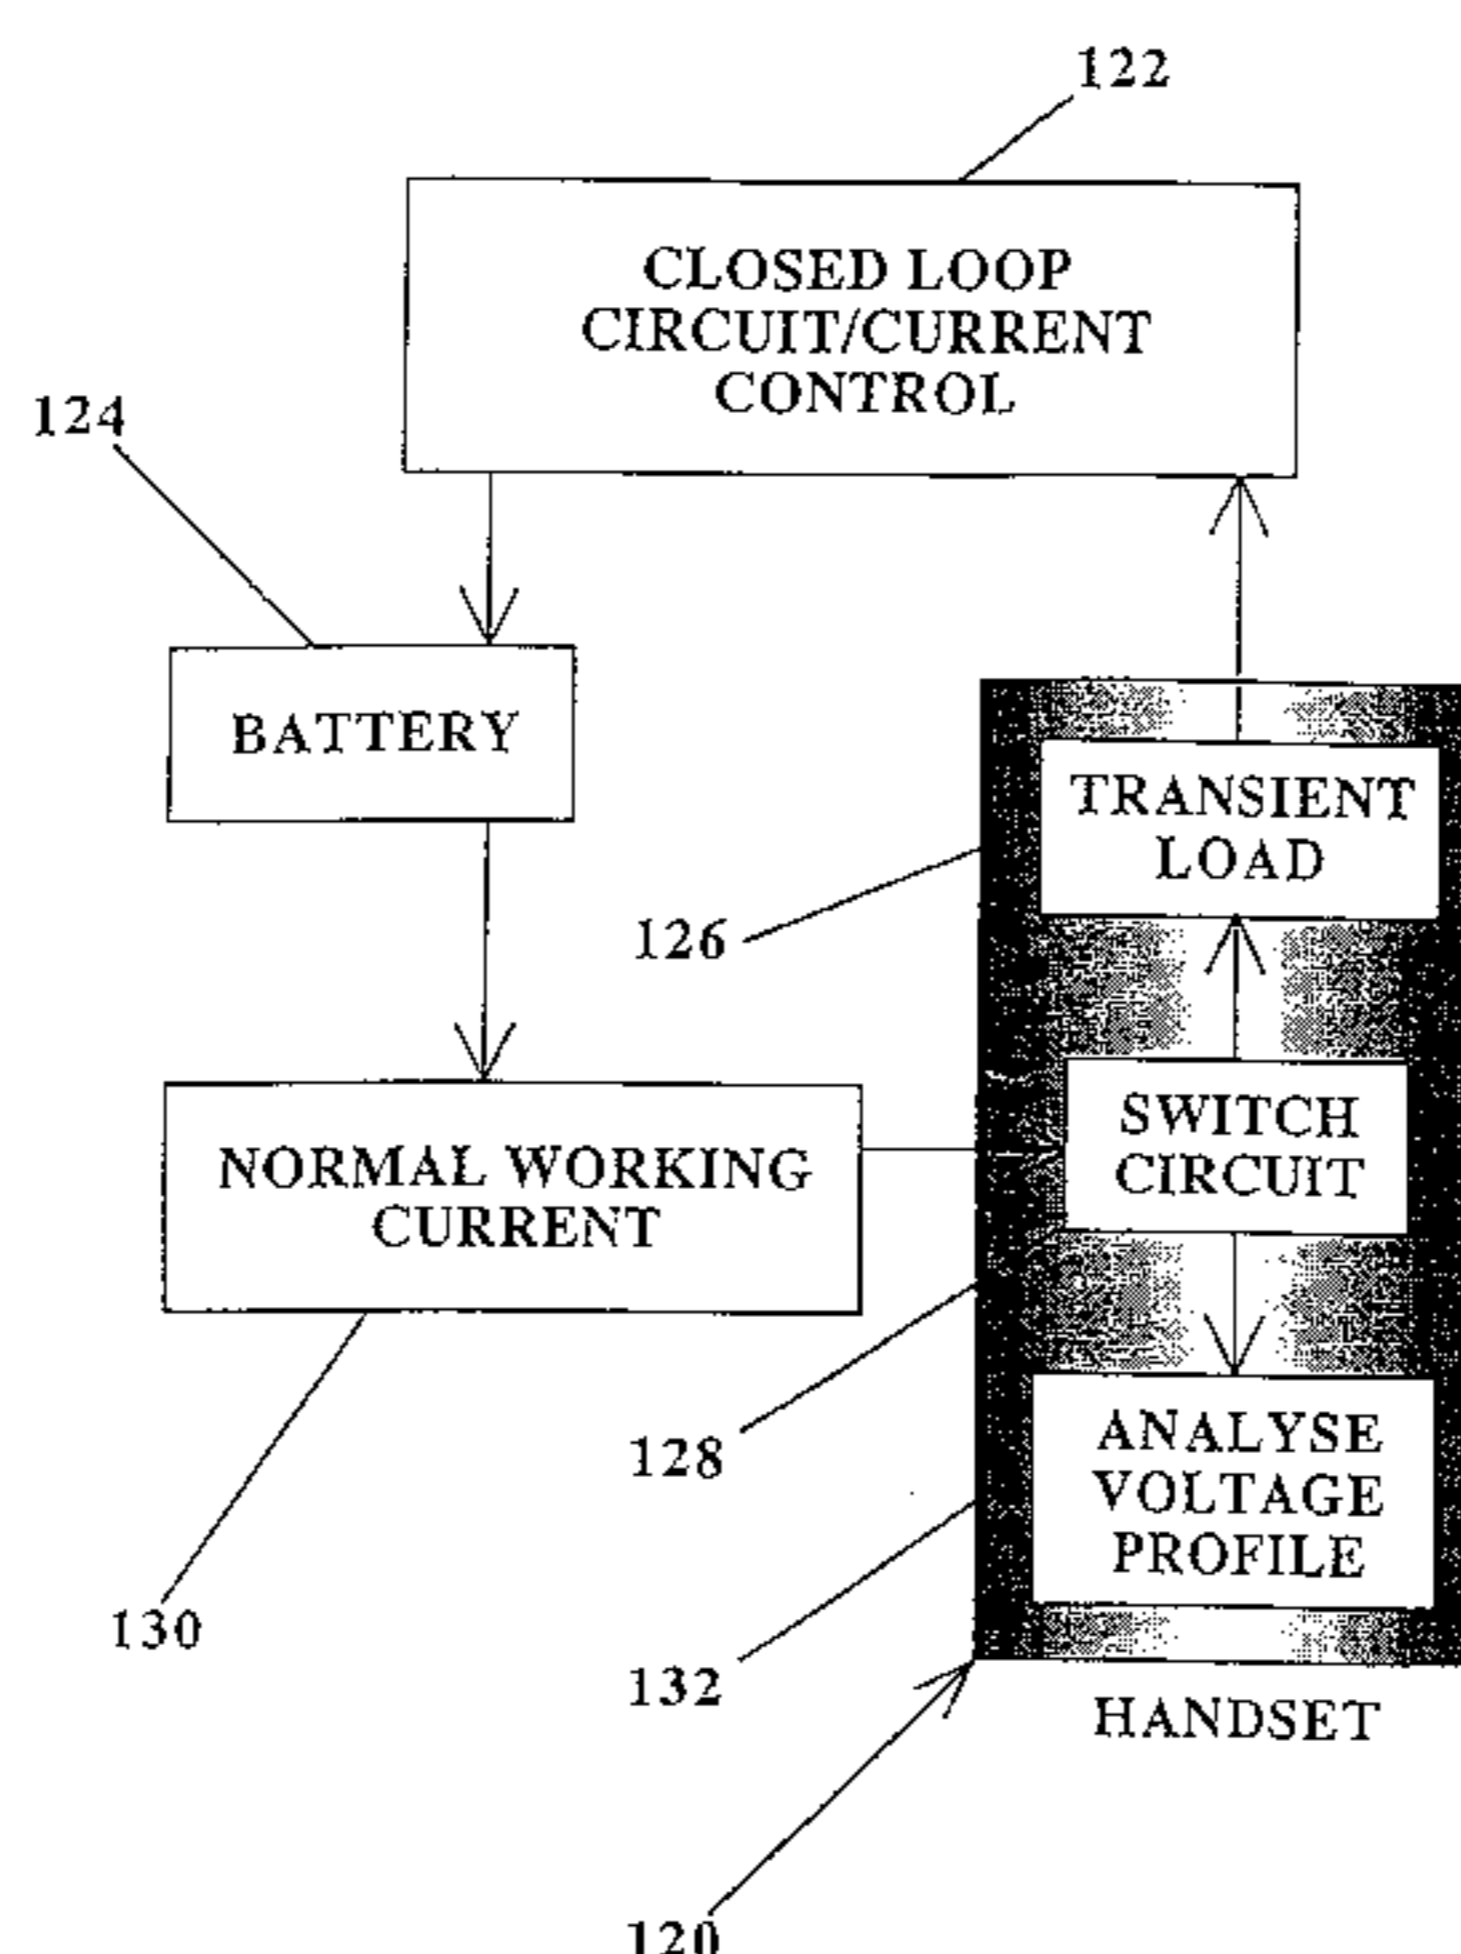 122
CLOSED LOOP
CIRCUIT/CURRENT
CONTROL
124
BATTERY
TRANSIENT
LOAD
126
SWITCH
CIRCUIT
NORMAL WORKING
CURRENT
128
ANALYSE
VOLTAGE
PROFILE
130
132
HANDSET
120